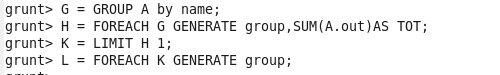 grunt> G = GROUP A by name;
grunt> H = FOREACH G GENERATE group,SUM(A.out)AS TOT;
grunt> K = LIMIT H 1;
grunt> L = FOREACH K GENERATE group;